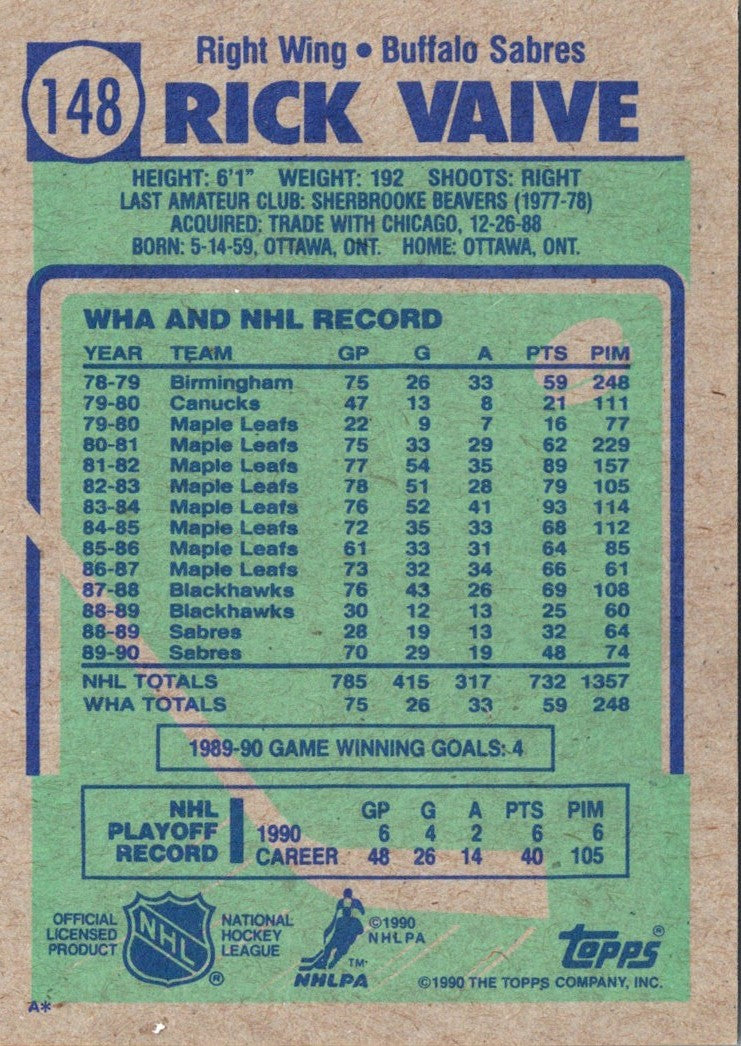 148
Right Wing • Buffalo Sabres
RICK VAIVE
HEIGHT: 6'1" WEIGHT: 192 SHOOTS: RIGHT
LAST AMATEUR CLUB: SHERBROOKE BEAVERS (1977-78)
ACQUIRED: TRADE WITH CHICAGO, 12-26-88
BORN: 5-14-59, OTTAWA, ONT. HOME: OTTAWA, ONT.
WHA AND NHL RECORD
YEAR TEAM GP G A PTS PIM
78-79 Birmingham 75 26 33 59 248
79-80 Canucks 47 13 8 21 111
79-80 Maple Leafs 22 9 7 16 77
80-81 Maple Leafs 75 33 29 62 229
81-82 Maple Leafs 77 54 35 89 157
82-83 Maple Leafs 78 51 28 79 105
83-84 Maple Leafs 76 52 41 93 114
84-85 Maple Leafs 72 35 33 68 112
85-86 Maple Leafs 61 33 31 64 85
86-87 Maple Leafs 73 32 34 66 61
87-88 Blackhawks 76 43 26 69 108
88-89 Blackhawks 30 12 13 25 60
88-89 Sabres 28 19 13 32 64
89-90 Sabres 70 29 19 48 74
NHL TOTALS 785 415 317 732 1357
WHA TOTALS 75 26 33 59 248
1989-90 GAME WINNING GOALS: 4
NHL PLAYOFF RECORD
GP G A PTS PIM
1990 6 4 2 6 6
CAREER 48 26 14 40 105
OFFICIAL LICENSED PRODUCT
NHL ®
NATIONAL HOCKEY LEAGUE
©1990 NHLPA
TM
NHLPA
Topps ®
©1990 THE TOPPS COMPANY, INC.
A*